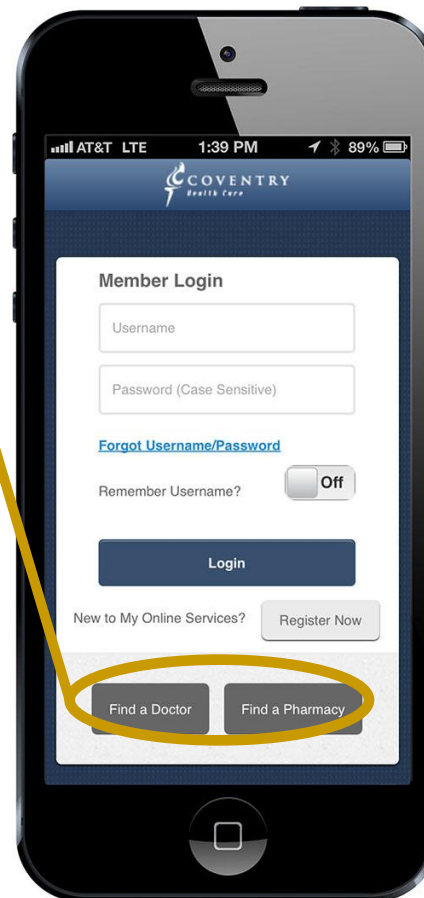 AT&T LTE 1:39 PM 89%
COVENTRY
Health Care
Member Login
Username
Password (Case Sensitive)
Forgot Username/Password
Remember Username? Off
Login
New to My Online Services? Register Now
Find a Doctor Find a Pharmacy